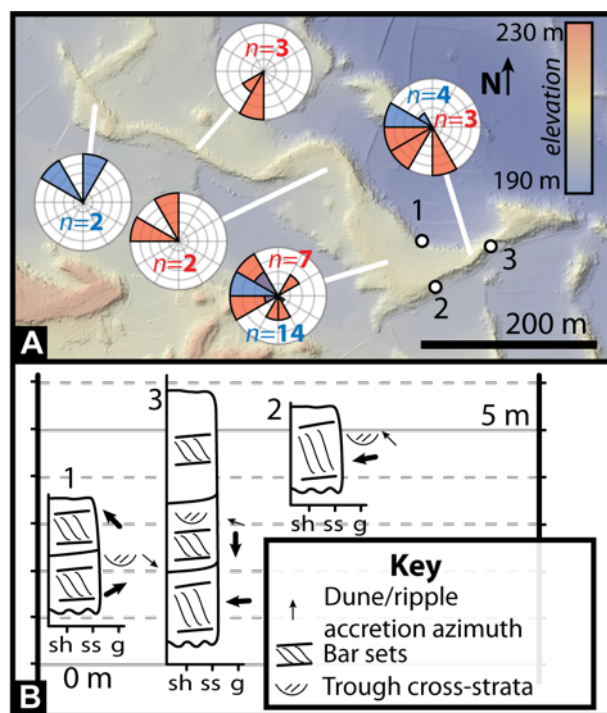 n=3
230 m
N
n=4
n=3
elevation
190 m
n=2
n=2
1
3
n=7
2
n=14
200 m
A
3
2
5 m
1
sh ss g
sh ss g
0 m
sh ss g
Key
Dune/ripple
accretion azimuth
Bar sets
Trough cross-strata
B